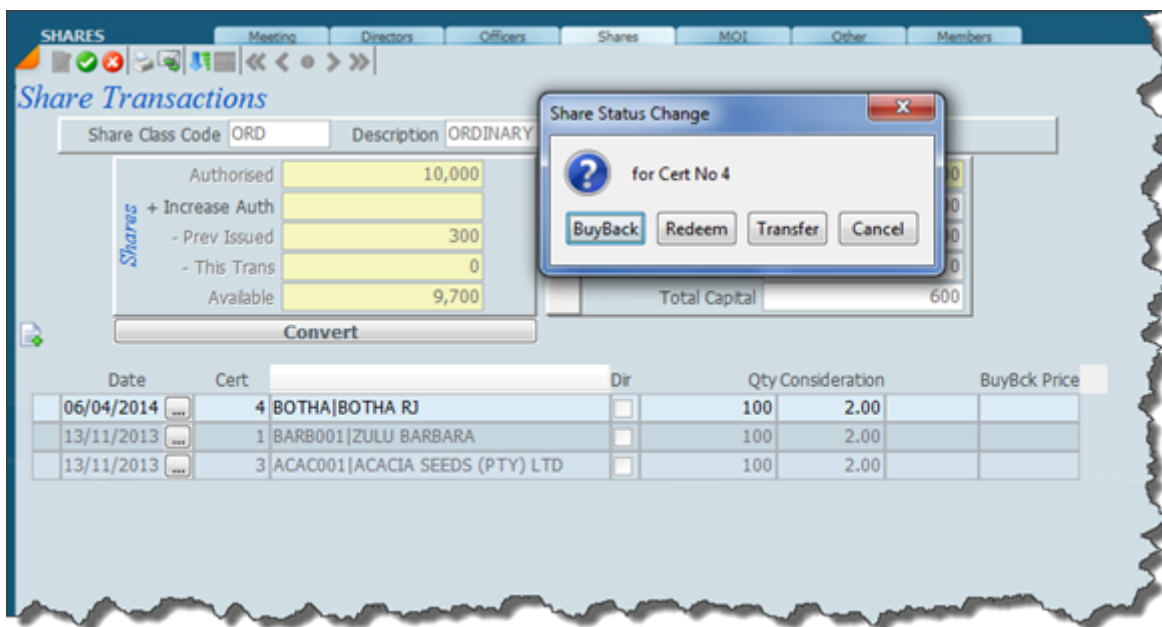 SHARES Meeting Directors Officers Shares MOI Other Members
Share Transactions
Share Class Code ORD Description ORDINARY
Share Status Change
for Cert No 4
BuyBack Redeem Transfer Cancel
Shares
Authorised 10,000
+ Increase Auth
- Prev Issued 300
- This Trans 0
Available 9,700
Total Capital 600
Convert
Date Cert Dir Qty Consideration BuyBck Price
06/04/2014 ... 4 BOTHA|BOTHA RJ 100 2.00
13/11/2013 ... 1 BARB001|ZULU BARBARA 100 2.00
13/11/2013 ... 3 ACAC001|ACACIA SEEDS (PTY) LTD 100 2.00